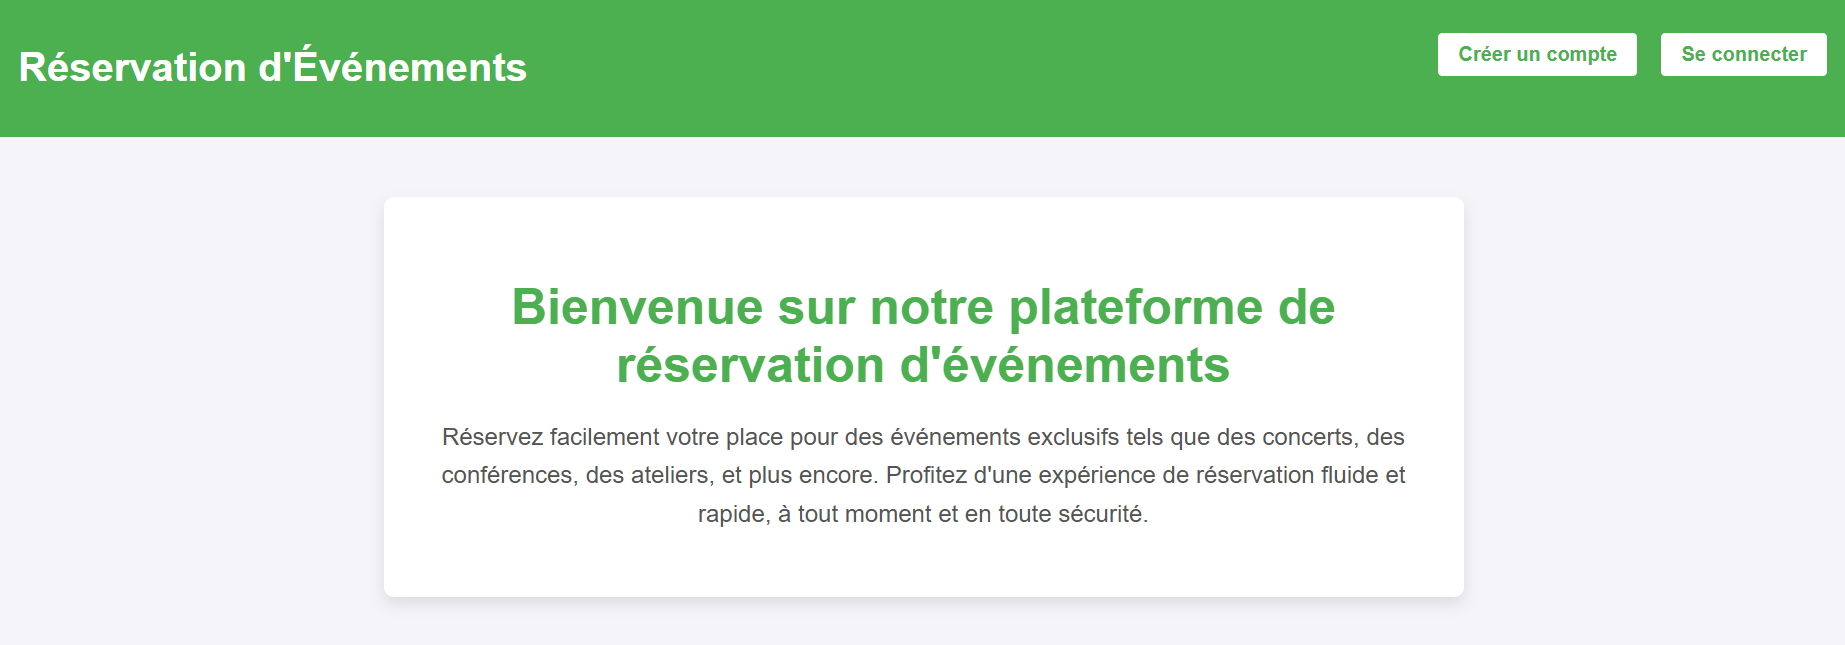 Réservation d'Événements
Créer un compte
Se connecter
Bienvenue sur notre plateforme de
réservation d'événements
Réservez facilement votre place pour des événements exclusifs tels que des concerts, des
conférences, des ateliers, et plus encore. Profitez d'une expérience de réservation fluide et
rapide, à tout moment et en toute sécurité.